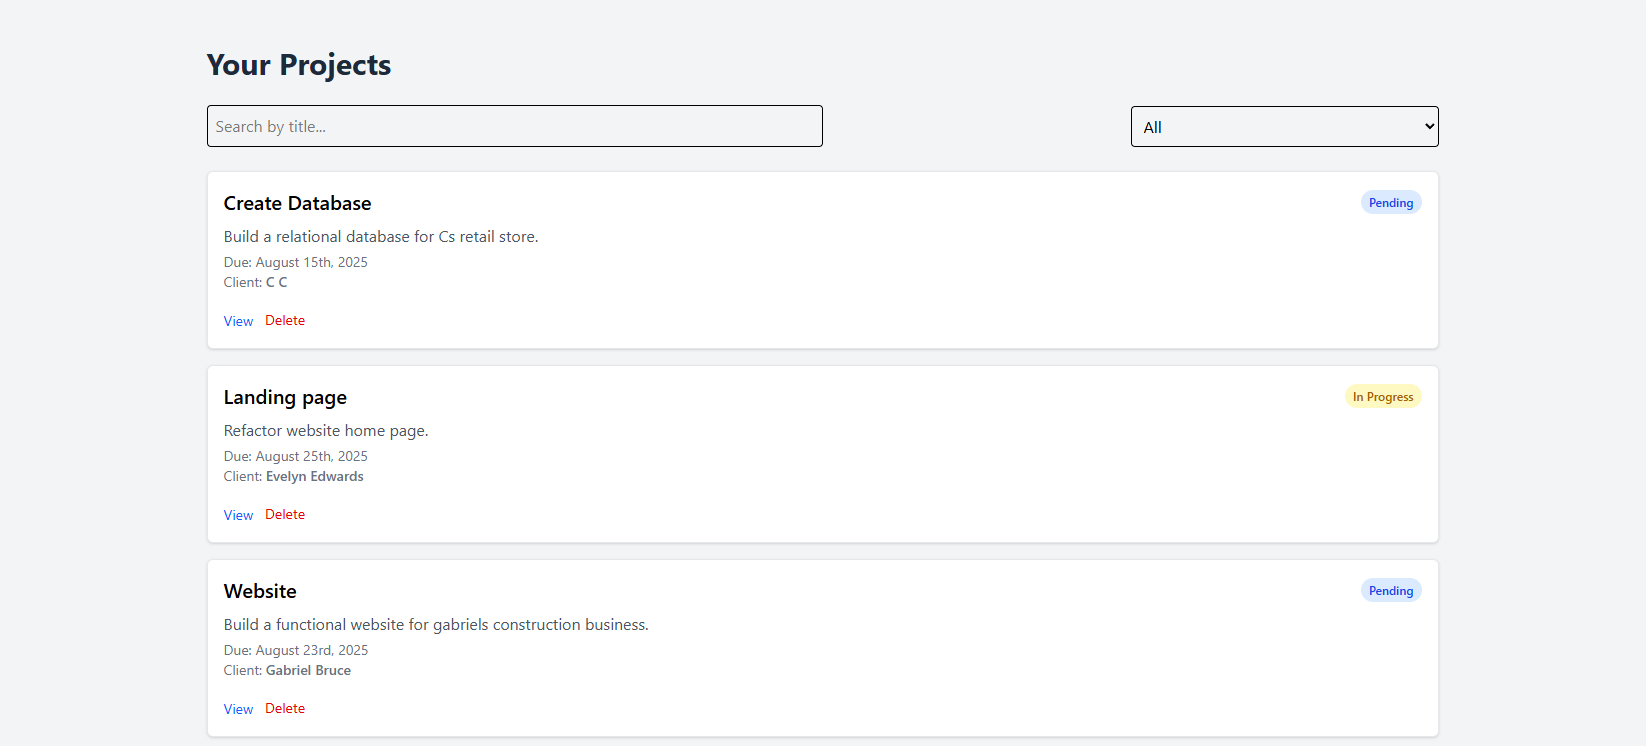 Your Projects
Search by title...
All
Create Database
Pending
Build a relational database for Cs retail store.
Due: August 15th, 2025
Client: C C
View Delete
Landing page
In Progress
Refactor website home page.
Due: August 25th, 2025
Client: Evelyn Edwards
View Delete
Website
Pending
Build a functional website for gabriels construction business.
Due: August 23rd, 2025
Client: Gabriel Bruce
View Delete